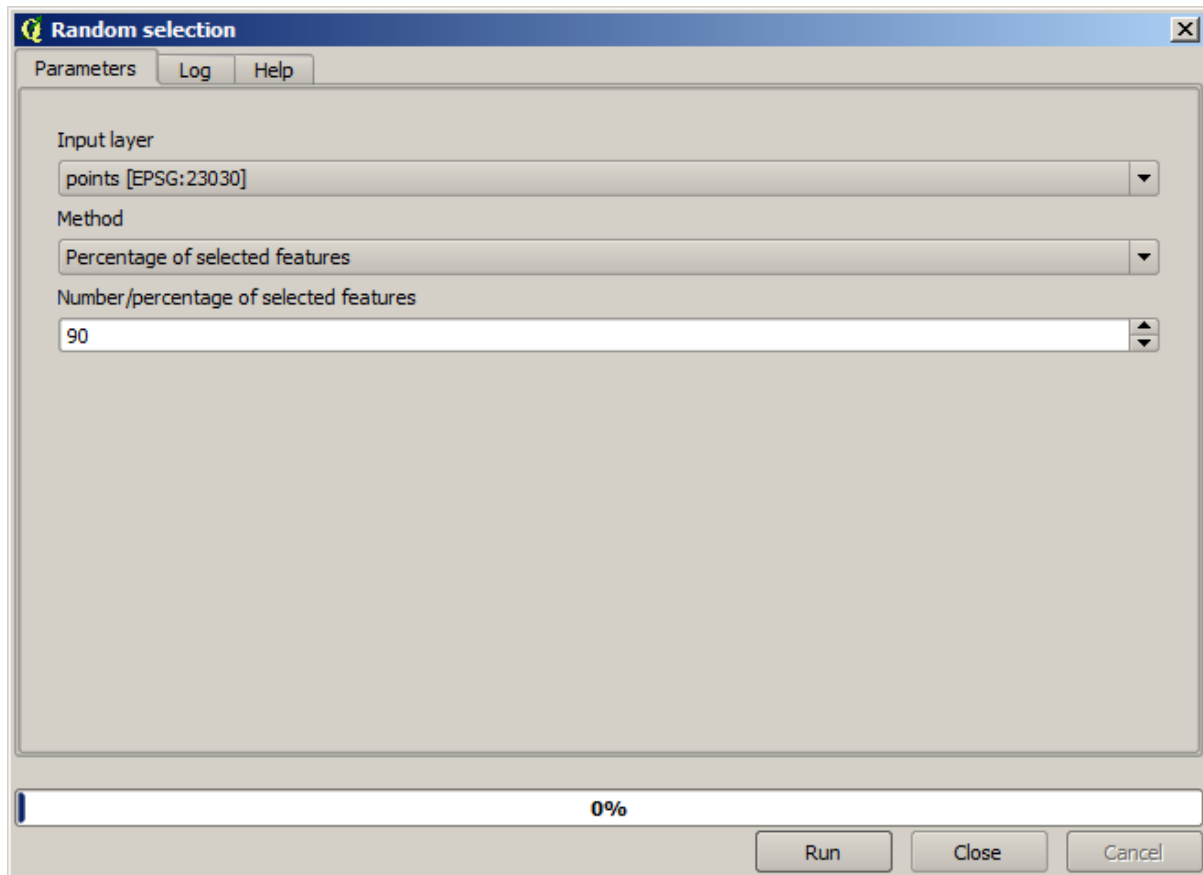 Random selection
Parameters Log Help
Input layer
points [EPSG:23030]
Method
Percentage of selected features
Number/percentage of selected features
90
0%
Run Close Cancel